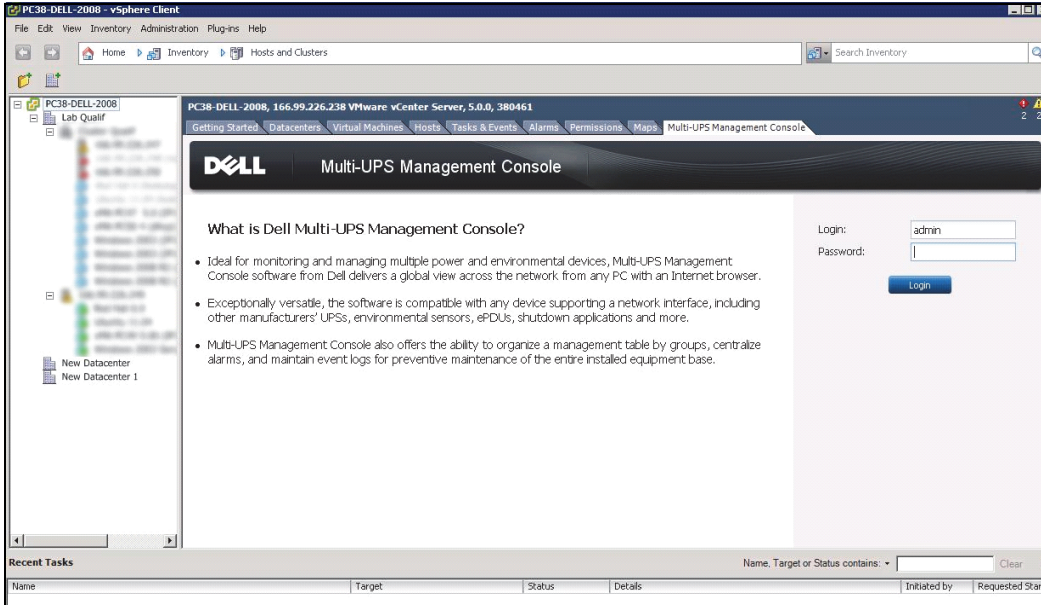 PC38-DELL-2008 - vSphere Client
File Edit View Inventory Administration Plug-ins Help
Home Inventory Hosts and Clusters
Search Inventory
PC38-DELL-2008
Lab Qualif
New Datacenter
New Datacenter 1
PC38-DELL-2008, 166.99.226.238 VMware vCenter Server, 5.0.0, 380461
2
Getting Started Datacenters Virtual Machines Hosts Tasks & Events Alarms Permissions Maps Multi-UPS Management Console
DELL Multi-UPS Management Console
What is Dell Multi-UPS Management Console?
• Ideal for monitoring and managing multiple power and environmental devices, Multi-UPS Management
Console software from Dell delivers a global view across the network from any PC with an Internet browser.
• Exceptionally versatile, the software is compatible with any device supporting a network interface, including
other manufacturers' UPSs, environmental sensors, ePDUs, shutdown applications and more.
• Multi-UPS Management Console also offers the ability to organize a management table by groups, centralize
alarms, and maintain event logs for preventive maintenance of the entire installed equipment base.
Login: admin
Password:
Login
Recent Tasks
Name, Target or Status contains: Clear
Name Target Status Details Initiated by Requested Star